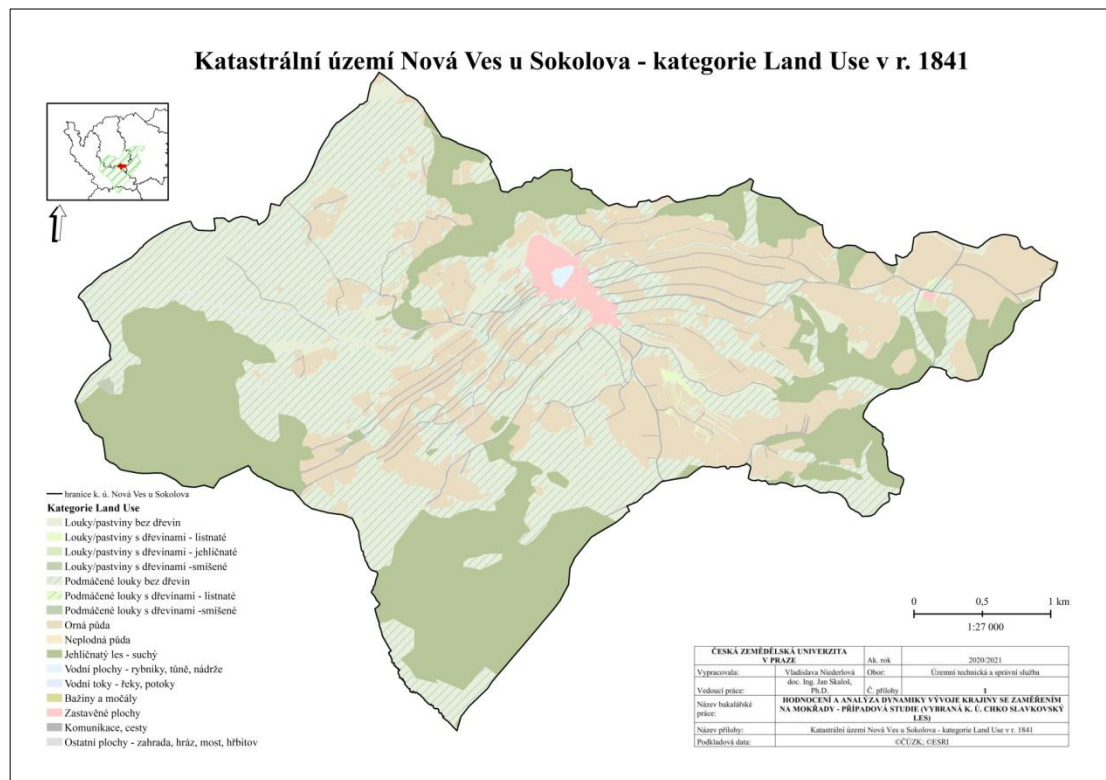 Katastrální území Nová Ves u Sokolova - kategorie Land Use v r. 1841
hranice k. ú. Nová Ves u Sokolova
Kategorie Land Use
Louky/pastviny bez dřevin
Louky/pastviny s dřevinami - listnaté
Louky/pastviny s dřevinami - jehličnaté
Louky/pastviny s dřevinami -smíšené
Podmáčené louky bez dřevin
Podmáčené louky s dřevinami - listnaté
Podmáčené louky s dřevinami -smíšené
Orná půda
Neplodná půda
Jehličnatý les - suchý
Vodní plochy - rybníky, tůně, nádrže
Vodní toky - řeky, potoky
Bažiny a močály
Zastavěné plochy
Komunikace, cesty
Ostatní plochy - zahrada, hráz, most, hřbitov
0 0,5 1 km
1:27 000
ČESKÁ ZEMĚDĚLSKÁ UNIVERZITA
V PRAZE Ak. rok 2020/2021
Vypracovala: Vladislava Niederlová Obor: Územní technická a správní služba
Vedoucí práce: doc. Ing. Jan Skaloš,
Ph.D. Č. přílohy 1
Název bakalářské
práce:
HODNOCENÍ A ANALÝZA DYNAMIKY VÝVOJE KRAJINY SE ZAMĚŘENÍM
NA MOKŘADY - PŘÍPADOVÁ STUDIE (VYBRANÁ K. Ú. CHKO SLAVKOVSKÝ
LES)
Název přílohy: Katastrální území Nová Ves u Sokolova - kategorie Land Use v r. 1841
Podkladová data: ©ČÚZK; ©ESRI